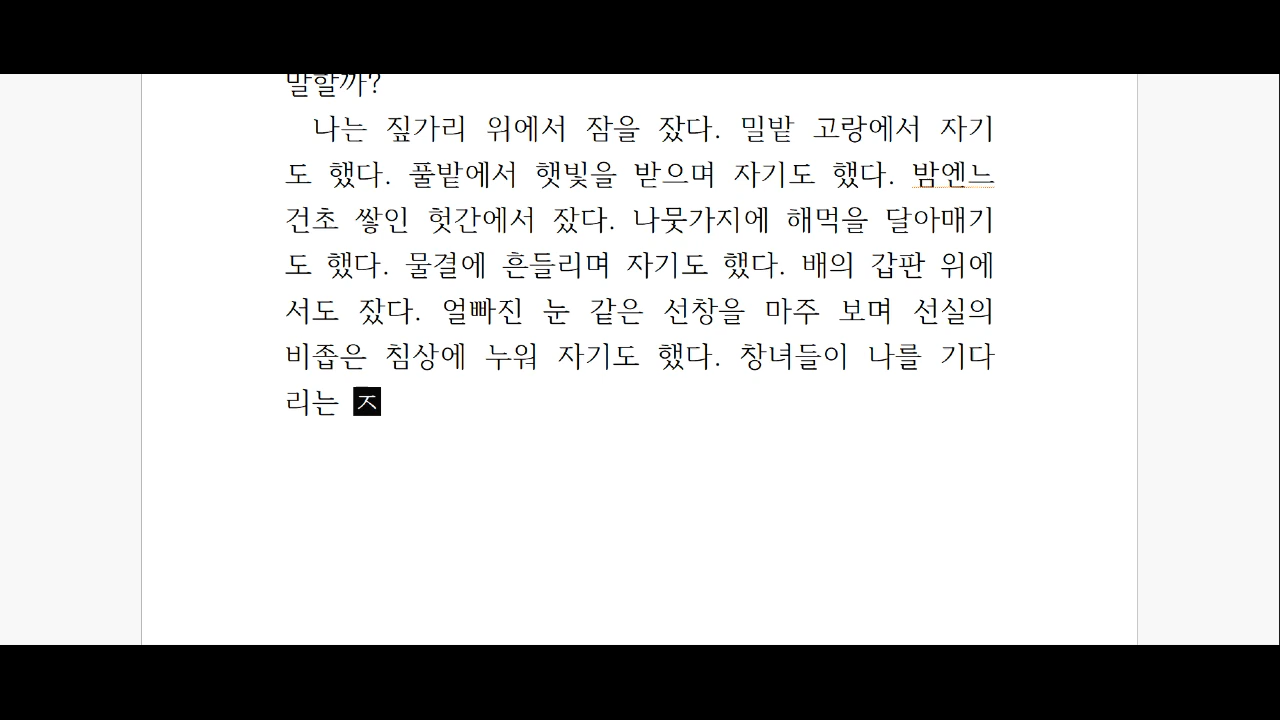 말할까?
나는 짚가리 위에서 잠을 잤다. 밀밭 고랑에서 자기
도 했다. 풀밭에서 햇빛을 받으며 자기도 했다. 밤엔느
건초 쌓인 헛간에서 잤다. 나뭇가지에 해먹을 달아매기
도 했다. 물결에 흔들리며 자기도 했다. 배의 갑판 위에
서도 잤다. 얼빠진 눈 같은 선창을 마주 보며 선실의
비좁은 침상에 누워 자기도 했다. 창녀들이 나를 기다
리는 ㅈ